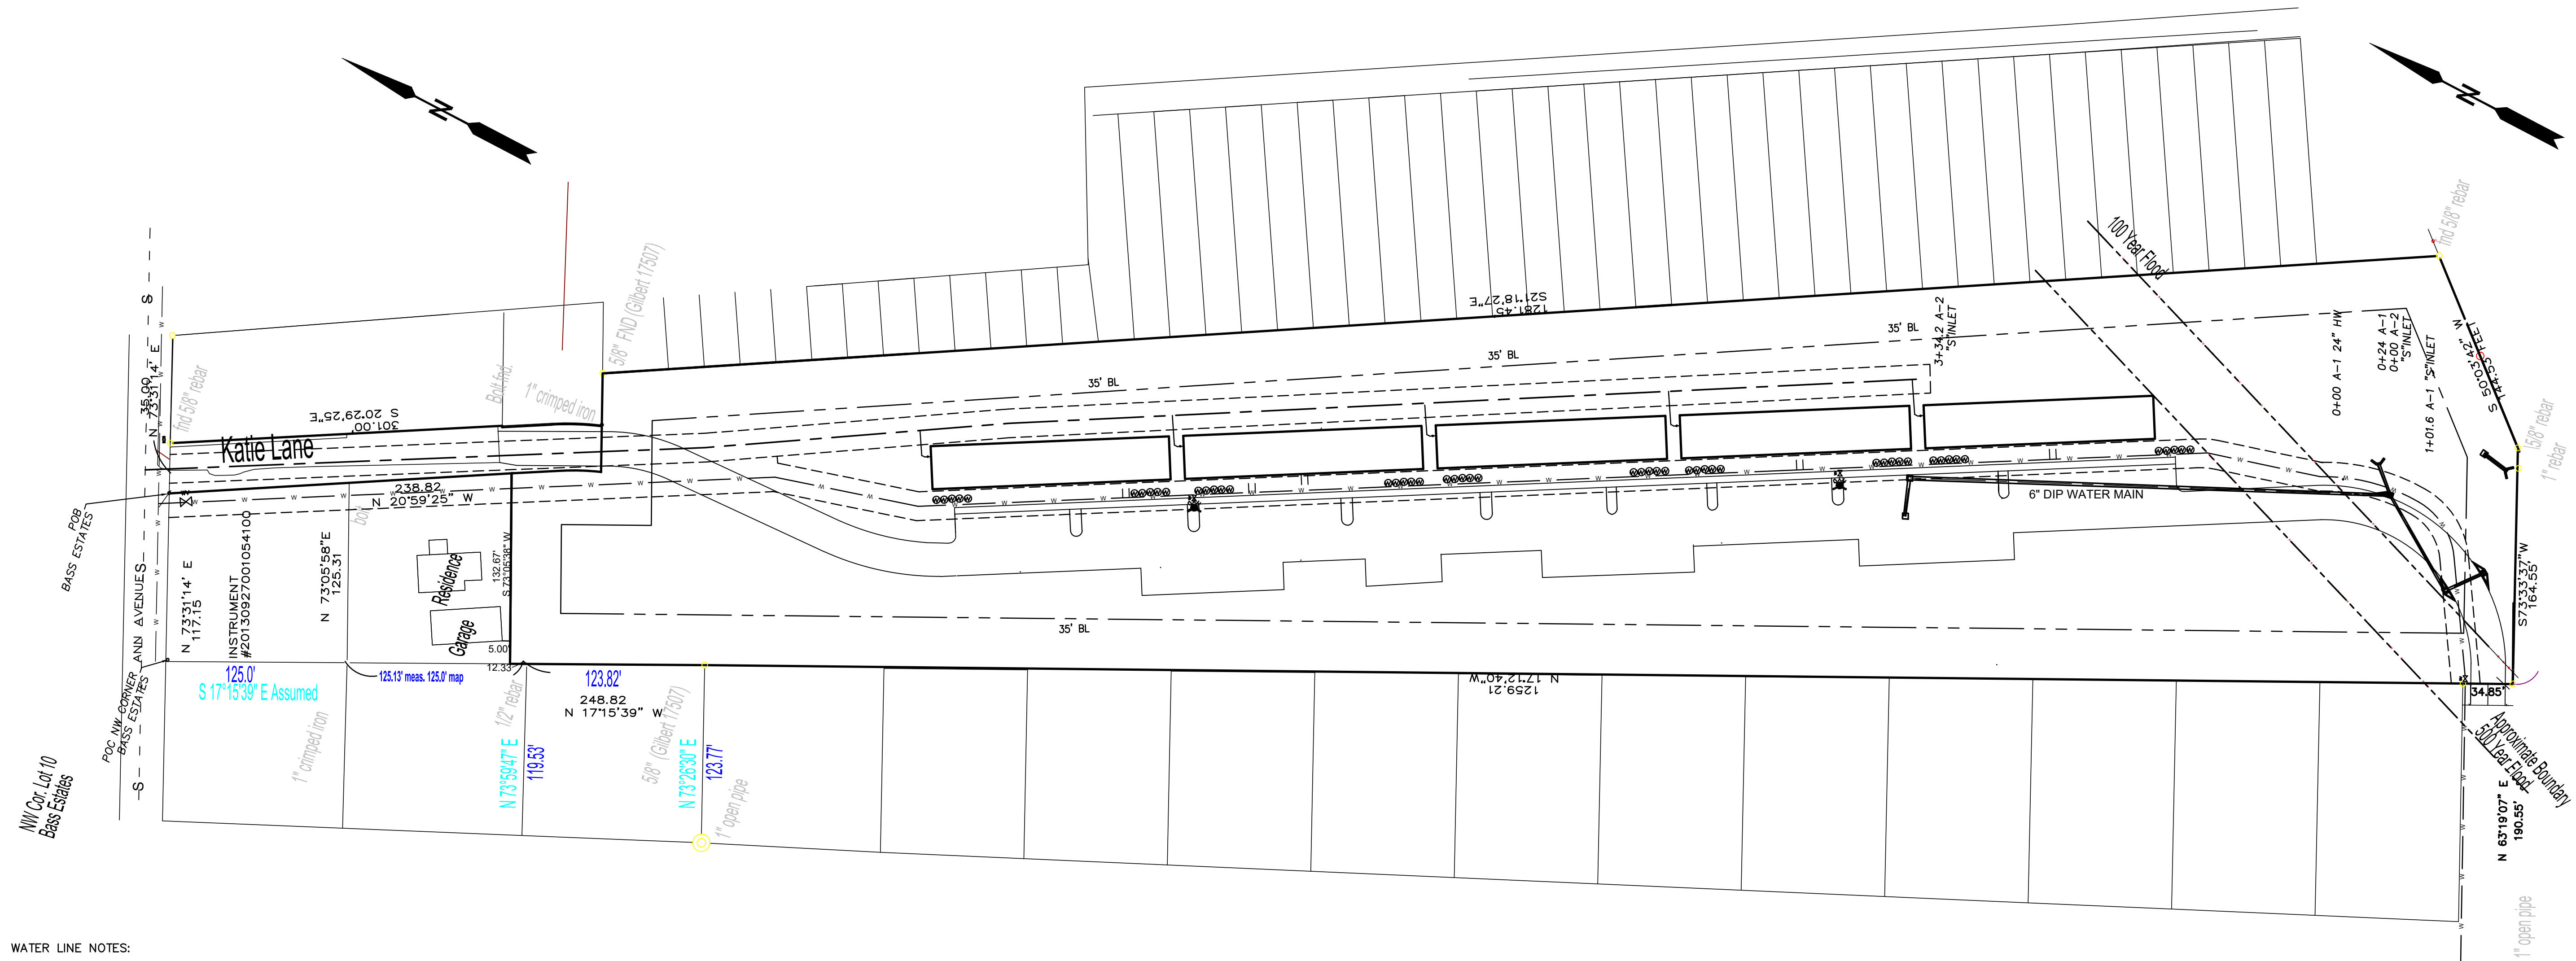 N
N
100 Year Flood
fnd 5/8" rebar
5/8" FND (Gilbert 17507)
S21°18'27"E
1281.45'
35' BL
35' BL
35' BL
3+34.2 A-2
"S"INLET
0+00 A-1 24" HW
0+24 A-1
0+00 A-2
"S"INLET
1+01.6 A-1 "S"INLET
S 50°03'42" W
144.53 FEET
5/8" rebar
1" rebar
S
35.00
N 73°31'14" E
fnd 5/8" rebar
Bolt fnd.
1" crimped iron
S 20°29'25"E
301.00'
Katie Lane
238.82
N 20°59'25" W
bolt
POB
BASS ESTATES
S
ANN AVENUE
N 73°31'14' E
117.15
INSTRUMENT
#20130927001054100
N 73°05'58"E
125.31
Residence
Garage
132.67'
S 73°05'38" W
5.00'
12.33
6" DIP WATER MAIN
S73°33'37"W
164.55'
35' BL
125.0'
S 17°15'39" E Assumed
125.13' meas. 125.0' map
123.82'
248.82
N 17°15'39" W
N 17°12'40"W
1259.21
34.85'
POC NW CORNER
BASS ESTATES
S
1" crimped iron
1/2" rebar
N 73°59'47" E
119.53'
5/8" (Gilbert 17507)
N 73°26'30" E
123.77'
1" open pipe
Approximate Boundary
500 Year Flood
N 63°19'07" E
190.55'
1" open pipe
NW Cor. Lot 10
Bass Estates
WATER LINE NOTES: